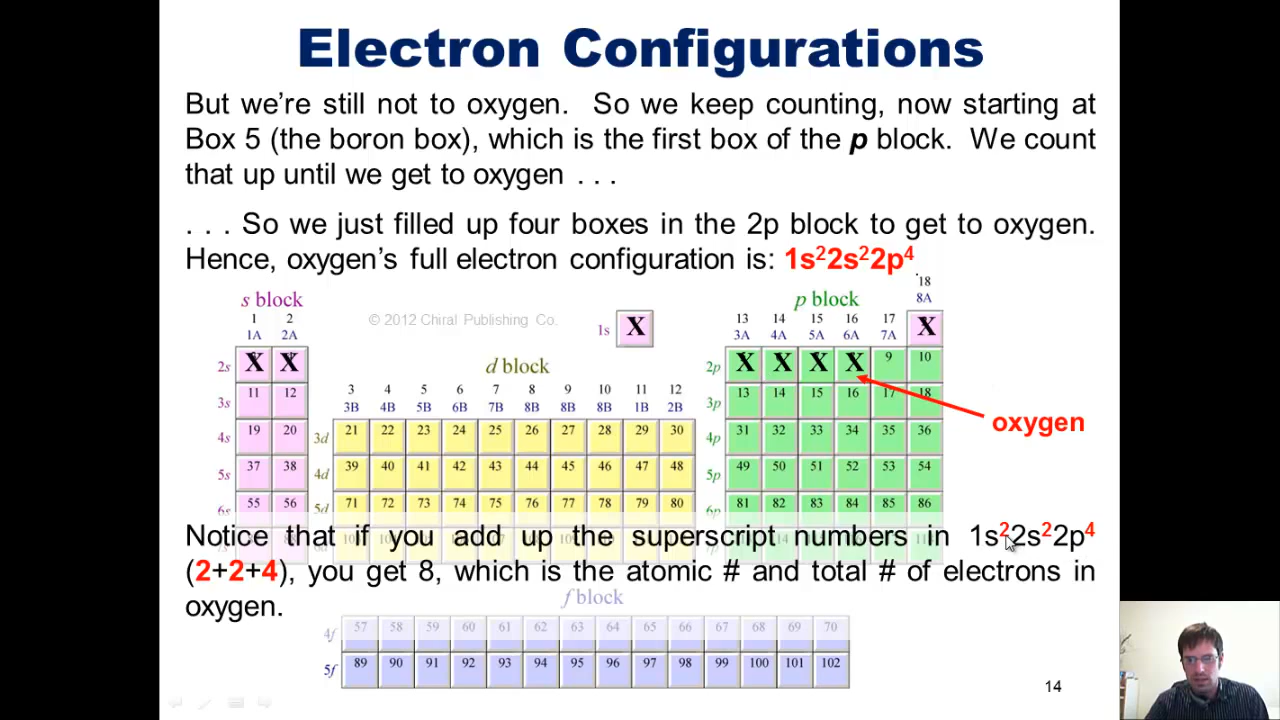 Electron Configurations
But we're still not to oxygen. So we keep counting, now starting at
Box 5 (the boron box), which is the first box of the p block. We count
that up until we get to oxygen . . .
. . . So we just filled up four boxes in the 2p block to get to oxygen.
Hence, oxygen's full electron configuration is: 1s²2s²2p⁴
18
s block
p block
8A
© 2012 Chiral Publishing Co.
1 2
13 14 15 16 17
1s X
X
1A 2A
3A 4A 5A 6A 7A
2s X X
d block
2p X X X X 9 10
3 4 5 6 7 8 9 10 11 12
3s 11 12
3B 4B 5B 6B 7B 8B 8B 8B 1B 2B
3p 13 14 15 16 17 18
oxygen
4s 19 20
3d 21 22 23 24 25 26 27 28 29 30
4p 31 32 33 34 35 36
5s 37 38
4d 39 40 41 42 43 44 45 46 47 48
5p 49 50 51 52 53 54
6s 55 56
5d 71 72 73 74 75 76 77 78 79 80
6p 81 82 83 84 85 86
Notice that if you add up the superscript numbers in 1s²2s²2p⁴
(2+2+4), you get 8, which is the atomic # and total # of electrons in
oxygen.
f block
4f 57 58 59 60 61 62 63 64 65 66 67 68 69 70
5f 89 90 91 92 93 94 95 96 97 98 99 100 101 102
14